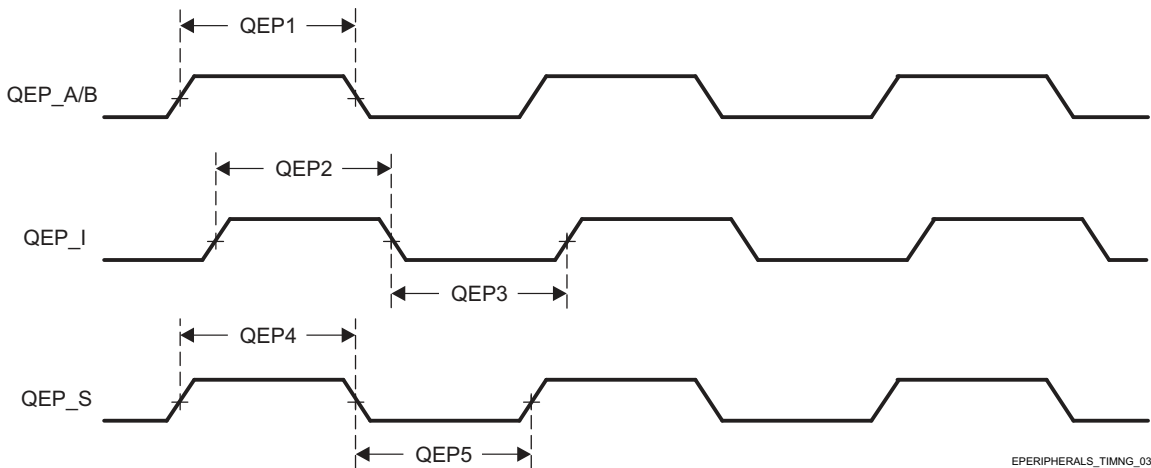 QEP1
QEP_A/B
QEP2
QEP_I
QEP3
QEP4
QEP_S
QEP5
EPERIPHERALS_TIMNG_03